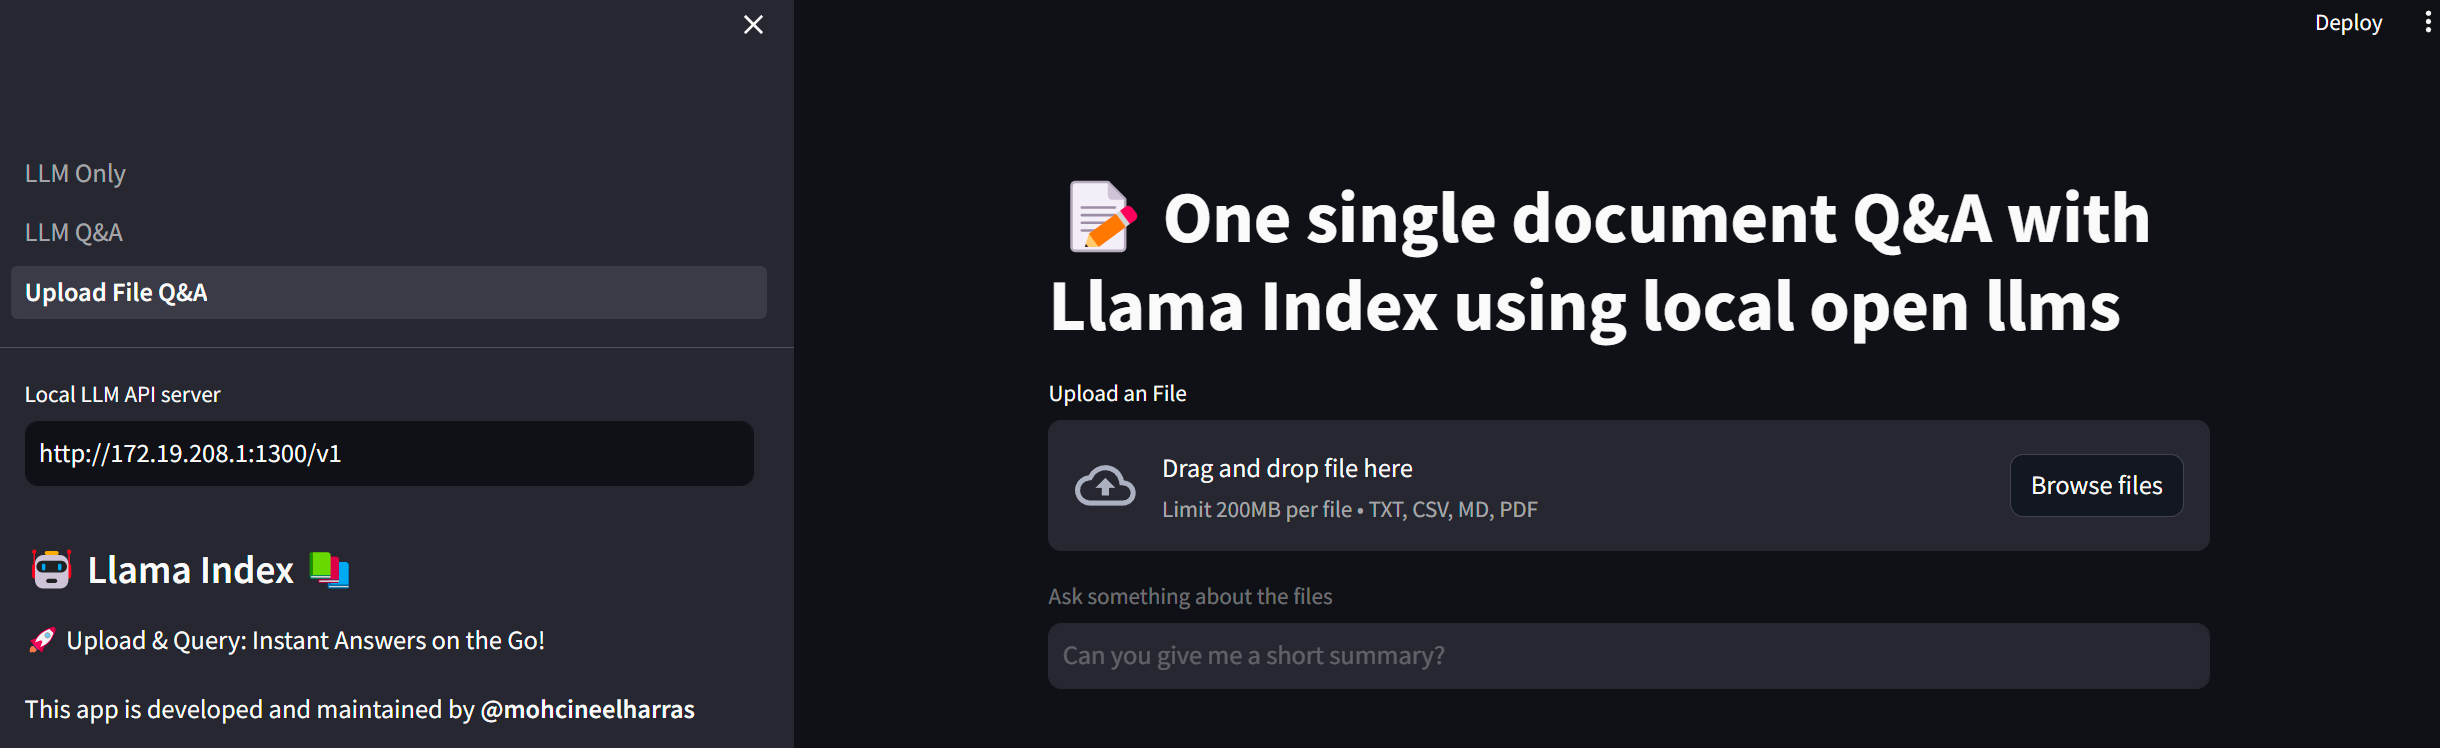 LLM Only
LLM Q&A
Upload File Q&A
Local LLM API server
http://172.19.208.1:1300/v1
Llama Index
Upload & Query: Instant Answers on the Go!
This app is developed and maintained by @mohcineelharras
Deploy
One single document Q&A with
Llama Index using local open llms
Upload an File
Drag and drop file here
Limit 200MB per file • TXT, CSV, MD, PDF
Browse files
Ask something about the files
Can you give me a short summary?